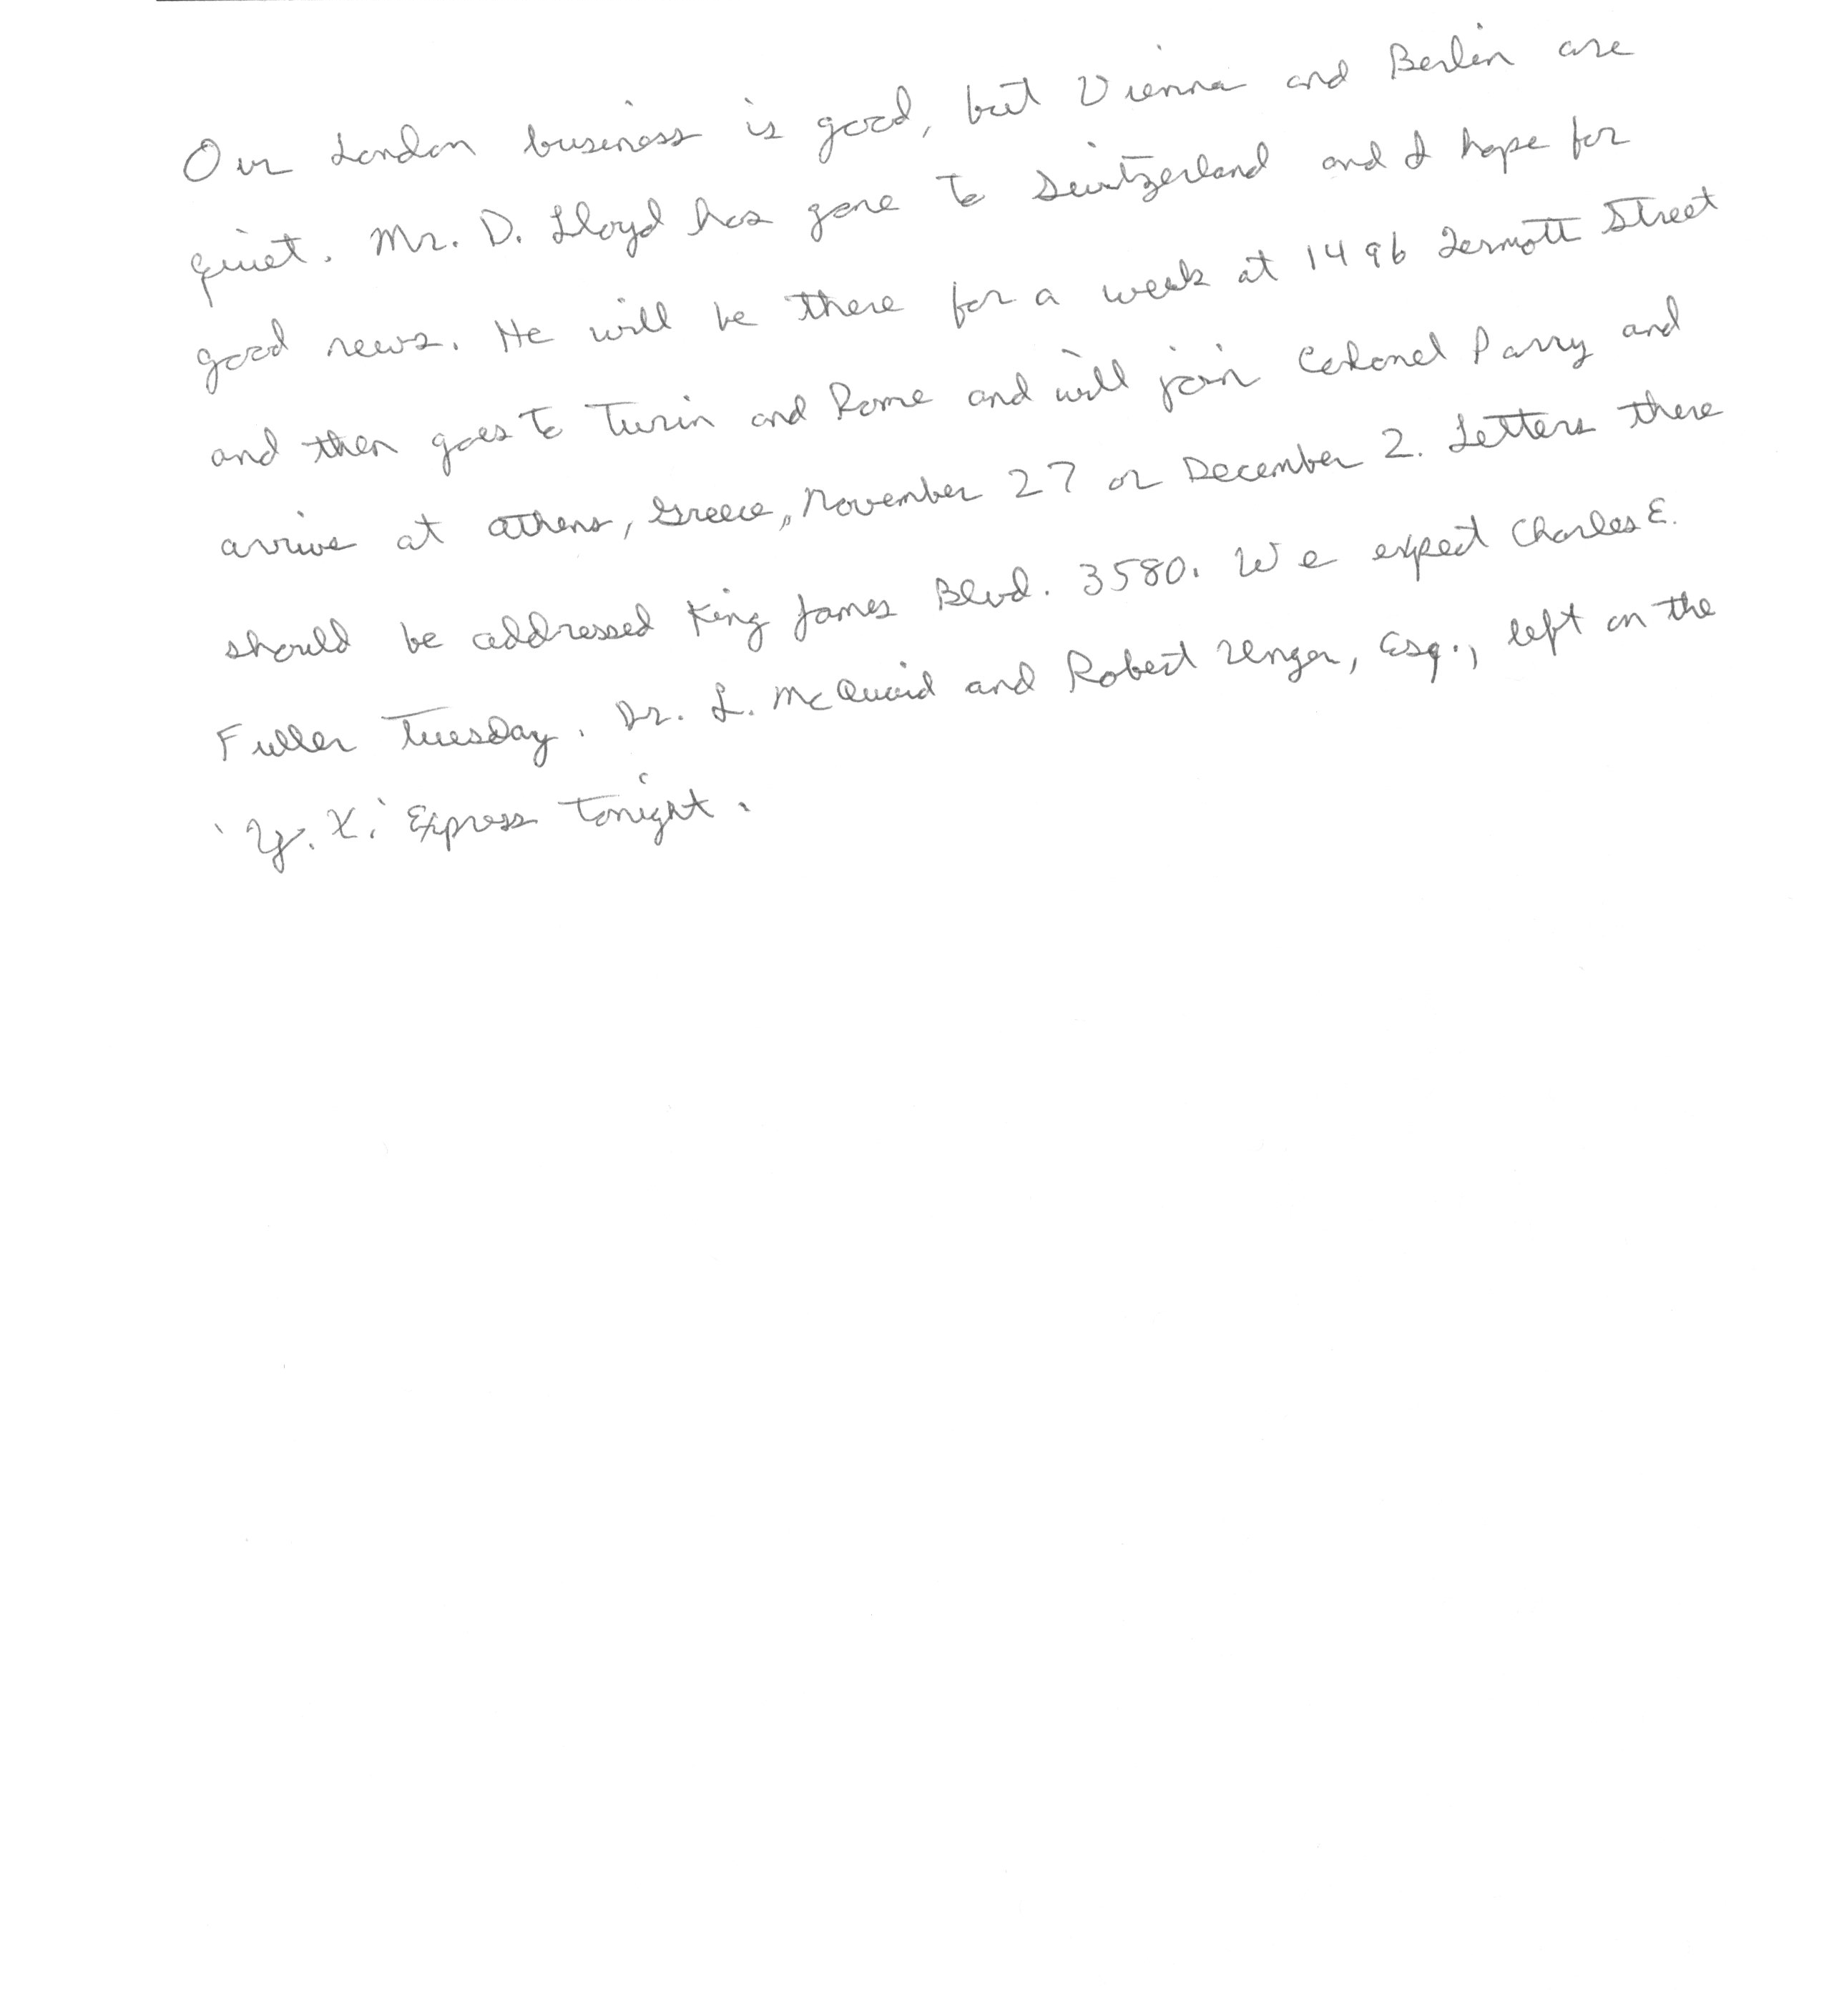 Our London business is good, but Vienna and Berlin are
quiet. Mr. D. Lloyd has gone to Switzerland and I hope for
good news. He will be there for a week at 1496 Zermott Street
and then goes to Turin and Rome and will join Colonel Parry and
arrive at Athens, Greece, November 27 or December 2. Letters there
should be addressed King James Blvd. 3580. We expect Charles E.
Fuller Tuesday. Dr. L. McQuaid and Robert Unger, Esq., left on the
'Y. X.' Express tonight.